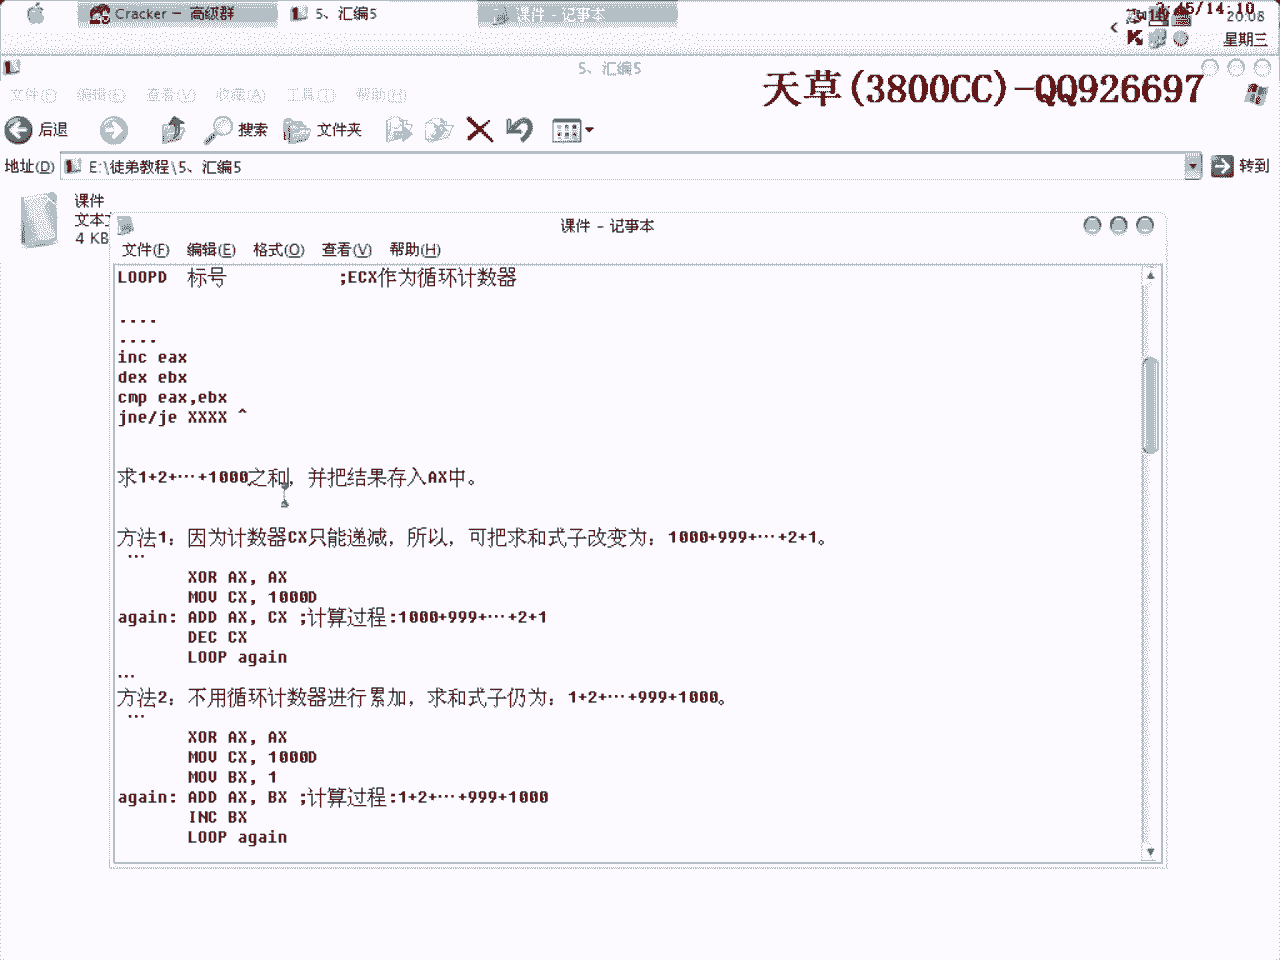 Cracker — 高级群
5、汇编5
课件 - 记事本
/14:10
20:08
星期三
5、汇编5
天草(3800CC)-QQ926697
文件(F) 编辑(E) 查看(V) 收藏(A) 工具(T) 帮助(H)
后退 搜索 文件夹
地址(D) E:\徒弟教程\5、汇编5 转到
课件
文本文
4 KB
课件 - 记事本
文件(F) 编辑(E) 格式(O) 查看(V) 帮助(H)
LOOPD 标号 ;ECX作为循环计数器
....
....
inc eax
dex ebx
cmp eax,ebx
jne/je XXXX ^
求1+2+…+1000之和，并把结果存入AX中。
方法1：因为计数器CX只能递减，所以，可把求和式子改变为：1000+999+…+2+1。
…
XOR AX, AX
MOV CX, 1000D
again: ADD AX, CX ;计算过程:1000+999+…+2+1
DEC CX
LOOP again
…
方法2：不用循环计数器进行累加，求和式子仍为：1+2+…+999+1000。
…
XOR AX, AX
MOV CX, 1000D
MOV BX, 1
again: ADD AX, BX ;计算过程:1+2+…+999+1000
INC BX
LOOP again